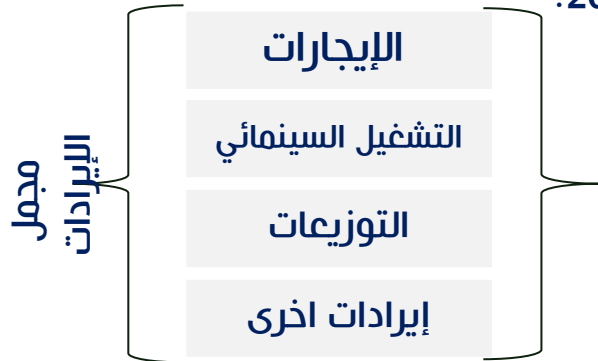 الإيجارات
التشغيل السينمائي
التوزيعات
إيرادات اخرى
مجمل
الإيرادات